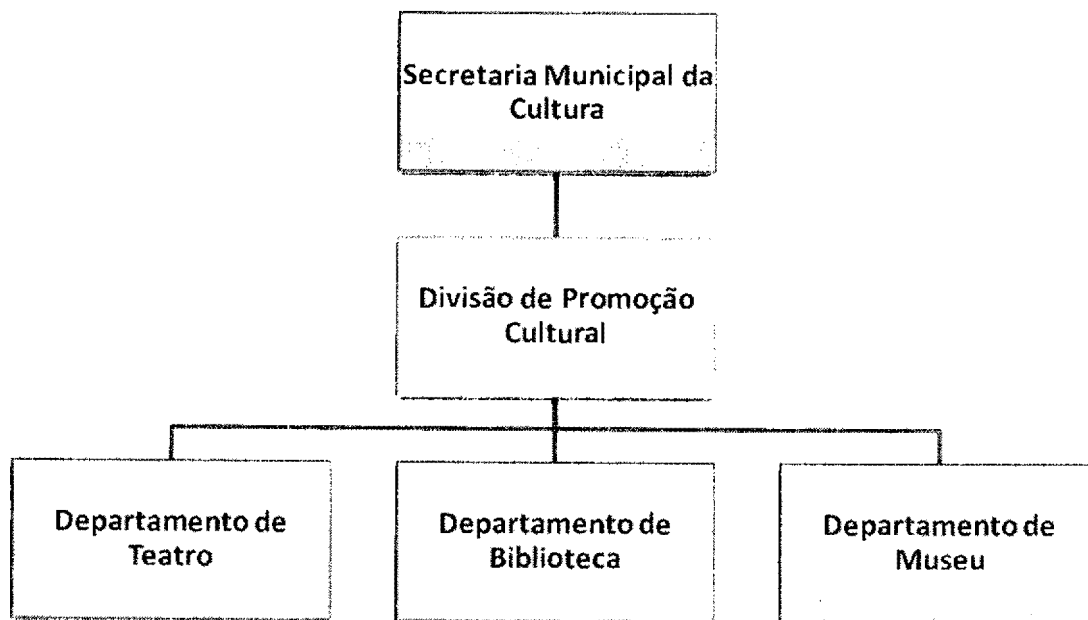 Secretaria Municipal da
Cultura
Divisão de Promoção
Cultural
Departamento de
Teatro
Departamento de
Biblioteca
Departamento de
Museu